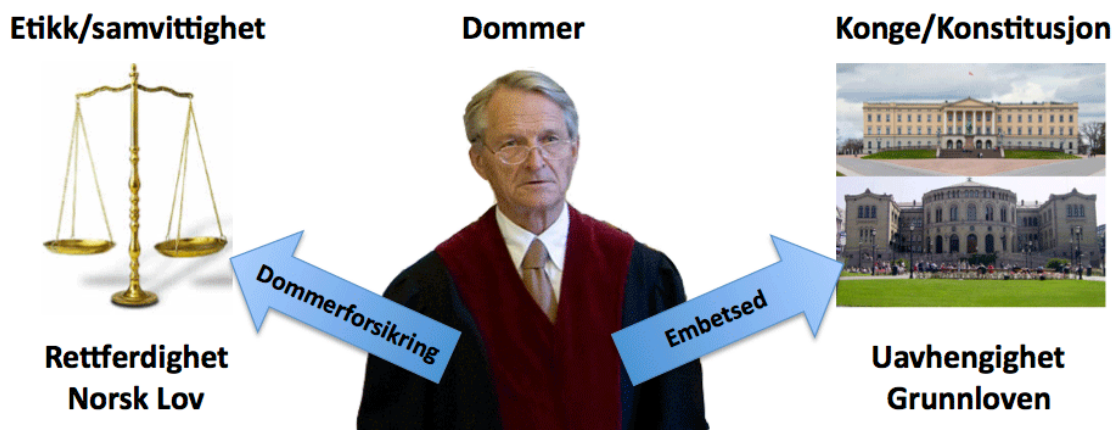 Etikk/samvittighet
Dommer
Konge/Konstitusjon
Dommerforsikring
Embetsed
Rettferdighet
Norsk Lov
Uavhengighet
Grunnloven